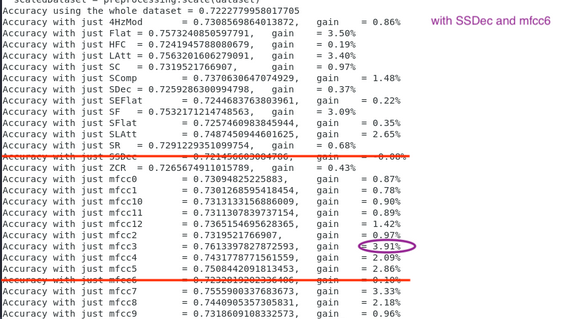 scaledDataset = preprocessing.scale(dataset)
Accuracy using the whole dataset = 0.7222779958017705
Accuracy with just 4HzMod = 0.7308569864013872, gain = 0.86%
with SSDec and mfcc6
Accuracy with just Flat = 0.7573240850597791, gain = 3.50%
Accuracy with just HFC = 0.7241945788080679, gain = 0.19%
Accuracy with just LAtt = 0.7563201606279091, gain = 3.40%
Accuracy with just SC = 0.7319521766907, gain = 0.97%
Accuracy with just SComp = 0.7370630647074929, gain = 1.48%
Accuracy with just SDec = 0.7259286300994798, gain = 0.37%
Accuracy with just SEFlat = 0.7244683763803961, gain = 0.22%
Accuracy with just SF = 0.7532171214748563, gain = 3.09%
Accuracy with just SFlat = 0.7257460983845944, gain = 0.35%
Accuracy with just SLAtt = 0.7487450944601625, gain = 2.65%
Accuracy with just SR = 0.7291229351099754, gain = 0.68%
Accuracy with just SSDec = gain =
Accuracy with just ZCR = 0.7265674911015789, gain = 0.43%
Accuracy with just mfcc0 = 0.73094825225883, gain = 0.87%
Accuracy with just mfcc1 = 0.7301268595418454, gain = 0.78%
Accuracy with just mfcc10 = 0.7313133156886009, gain = 0.90%
Accuracy with just mfcc11 = 0.7311307839737154, gain = 0.89%
Accuracy with just mfcc12 = 0.7365154695628365, gain = 1.42%
Accuracy with just mfcc2 = 0.7319521766907, gain = 0.97%
Accuracy with just mfcc3 = 0.7613397827872593, gain = 3.91%
Accuracy with just mfcc4 = 0.7431778771561559, gain = 2.09%
Accuracy with just mfcc5 = 0.7508442091813453, gain = 2.86%
Accuracy with just mfcc6 = gain =
Accuracy with just mfcc7 = 0.7555900337683673, gain = 3.33%
Accuracy with just mfcc8 = 0.7440905357305831, gain = 2.18%
Accuracy with just mfcc9 = 0.7318609108332573, gain = 0.96%